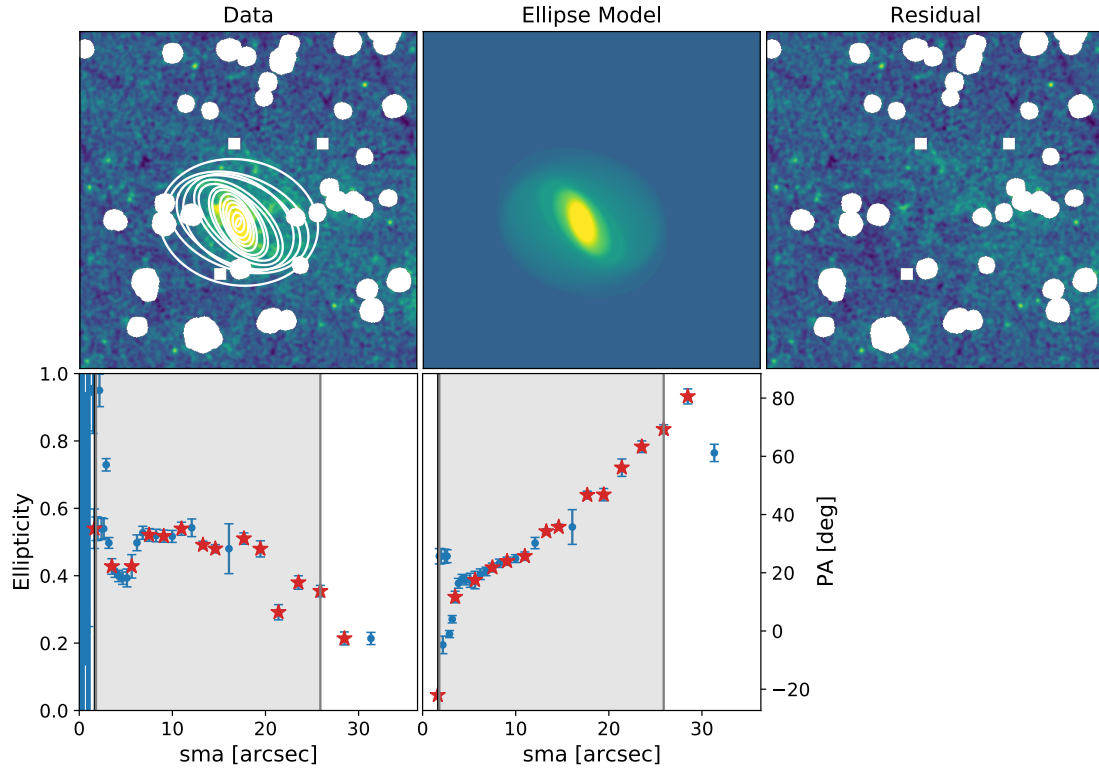 Data
Ellipse Model
Residual
1.0
0.8
0.6
0.4
0.2
0.0
Ellipticity
0
10
20
30
sma [arcsec]
0
10
20
30
sma [arcsec]
80
60
40
20
0
−20
PA [deg]